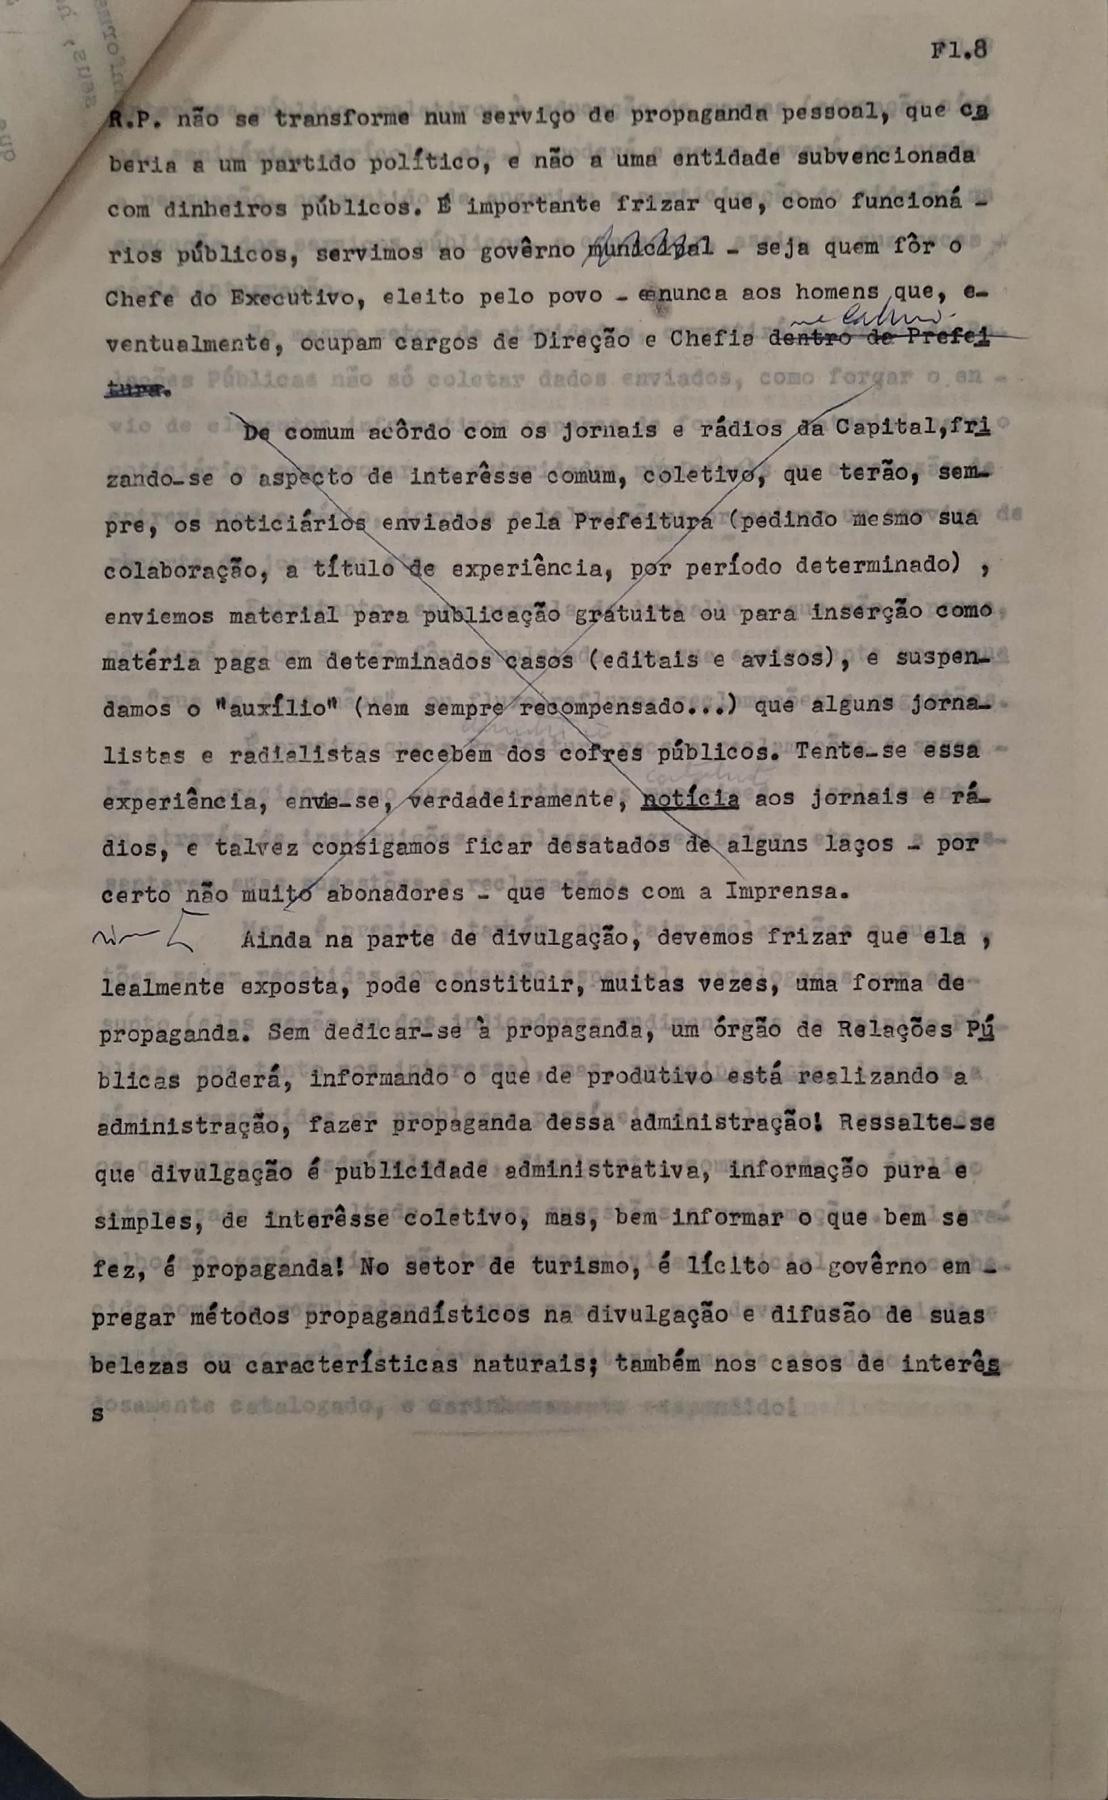 Fl.8
R.P. não se transforme num serviço de propaganda pessoal, que ca
beria a um partido político, e não a uma entidade subvencionada
com dinheiros públicos. É importante frizar que, como funcioná -
rios públicos, servimos ao govêrno municipal - seja quem fôr o
Chefe do Executivo, eleito pelo povo - e nunca aos homens que, e-
ventualmente, ocupam cargos de Direção e Chefia dentro da Prefei
tura.
De comum acôrdo com os jornais e rádios da Capital,fri
zando-se o aspecto de interêsse comum, coletivo, que terão, sem-
pre, os noticiários enviados pela Prefeitura (pedindo mesmo sua
colaboração, a título de experiência, por período determinado) ,
enviemos material para publicação gratuita ou para inserção como
matéria paga em determinados casos (editais e avisos), e suspen-
damos o "auxílio" (nem sempre recompensado...) que alguns jorna-
listas e radialistas recebem dos cofres públicos. Tente-se essa
experiência, envie-se, verdadeiramente, notícia aos jornais e rá-
dios, e talvez consigamos ficar desatados de alguns laços - por
certo não muito abonadores - que temos com a Imprensa.
Ainda na parte de divulgação, devemos frizar que ela ,
lealmente exposta, pode constituir, muitas vezes, uma forma de
propaganda. Sem dedicar-se à propaganda, um órgão de Relações Pú
blicas poderá, informando o que de produtivo está realizando a
administração, fazer propaganda dessa administração! Ressalte-se
que divulgação é publicidade administrativa, informação pura e
simples, de interêsse coletivo, mas, bem informar o que bem se
fez, é propaganda! No setor de turismo, é lícito ao govêrno em -
pregar métodos propagandísticos na divulgação e difusão de suas
belezas ou características naturais; também nos casos de interês
s